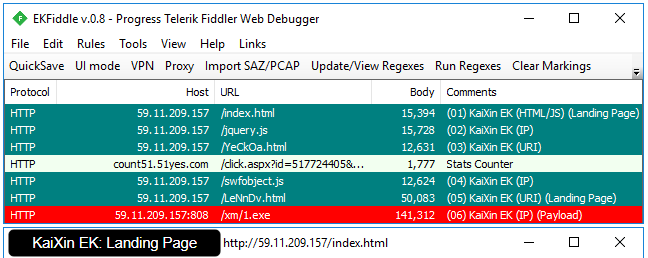 EKFiddle v.0.8 - Progress Telerik Fiddler Web Debugger
File Edit Rules Tools View Help Links
QuickSave UI mode VPN Proxy Import SAZ/PCAP Update/View Regexes Run Regexes Clear Markings
Protocol Host URL Body Comments
HTTP 59.11.209.157 /index.html 15,394 (01) KaiXin EK (HTML/JS) (Landing Page)
HTTP 59.11.209.157 /jquery.js 15,728 (02) KaiXin EK (IP)
HTTP 59.11.209.157 /YeCkOa.html 12,631 (03) KaiXin EK (URI)
HTTP count51.51yes.com /click.aspx?id=517724405&... 1,777 Stats Counter
HTTP 59.11.209.157 /swfobject.js 12,624 (04) KaiXin EK (IP)
HTTP 59.11.209.157 /LeNnDv.html 50,083 (05) KaiXin EK (URI) (Landing Page)
HTTP 59.11.209.157:808 /xm/1.exe 141,312 (06) KaiXin EK (IP) (Payload)
KaiXin EK: Landing Page http://59.11.209.157/index.html